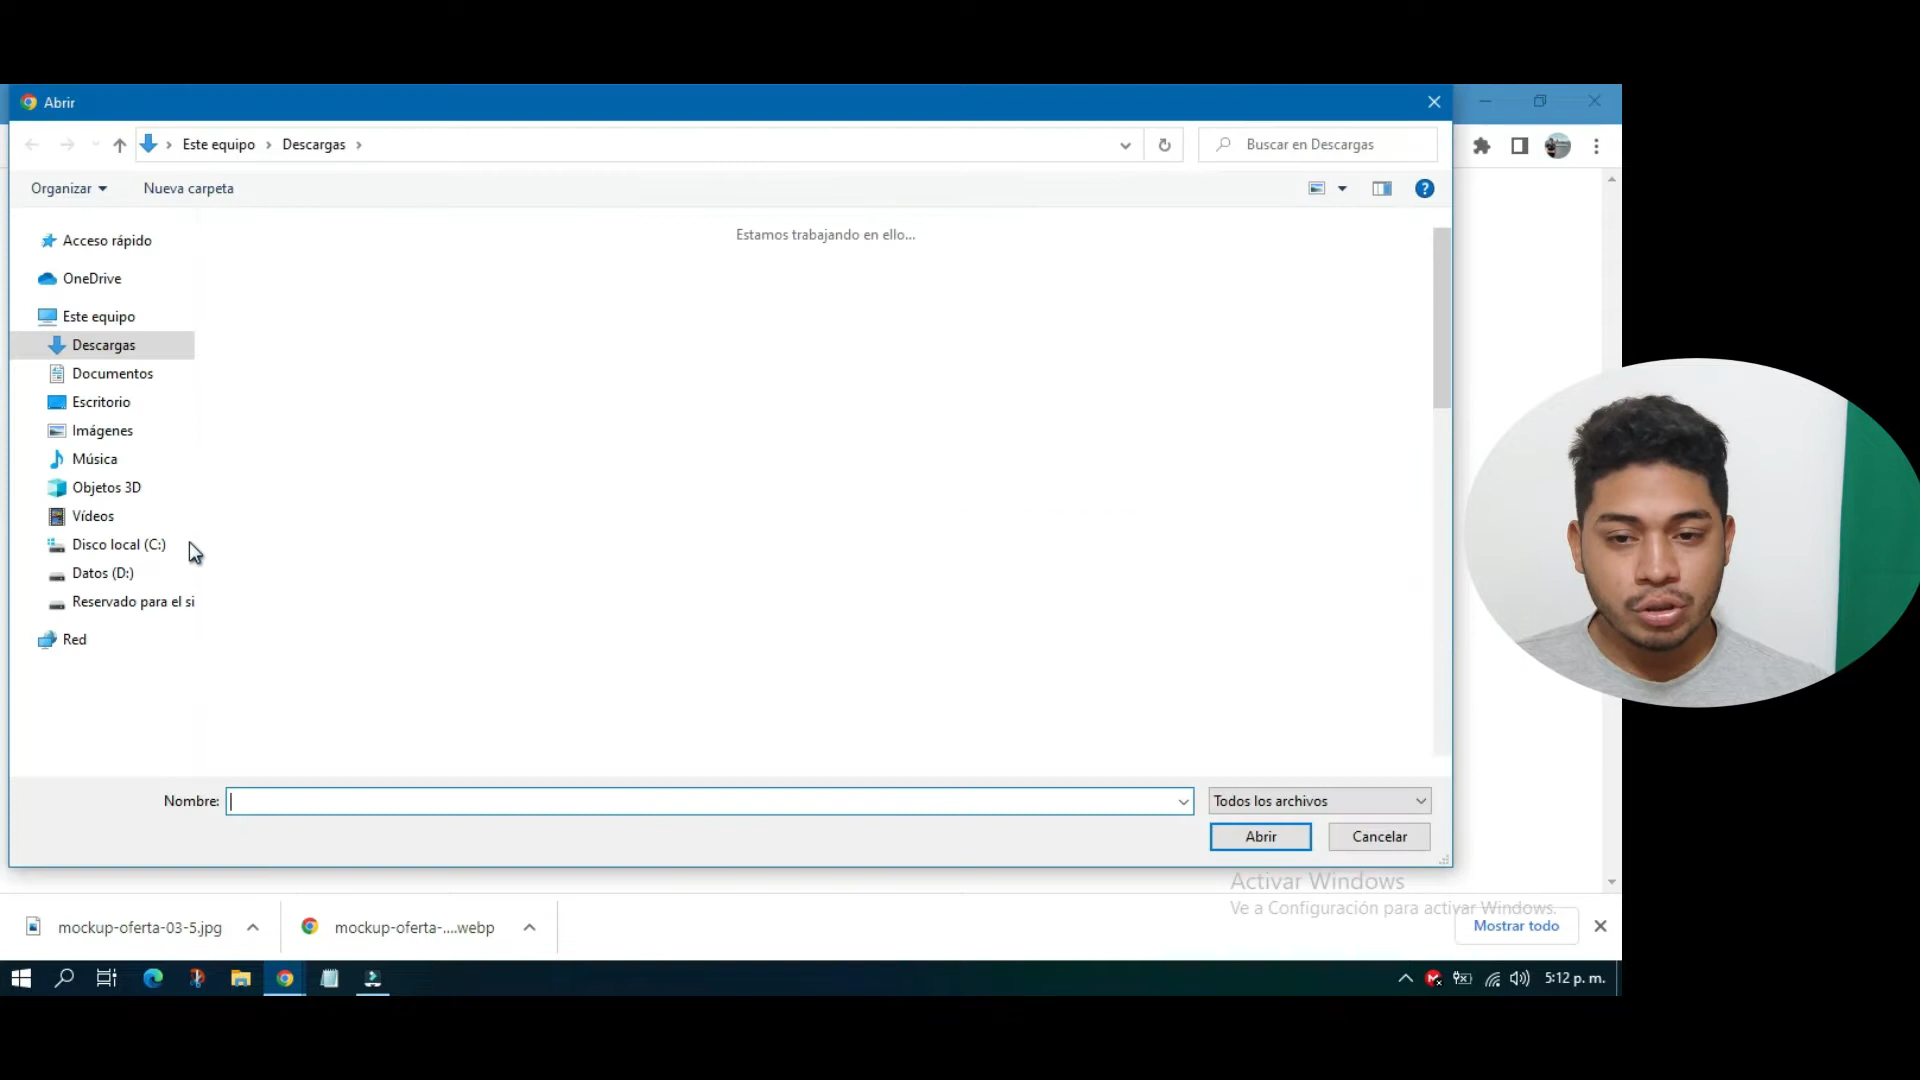 Abrir
Este equipo
Descargas
Buscar en Descargas
Organizar
Nueva carpeta
Estamos trabajando en ello...
Acceso rápido
OneDrive
Este equipo
Descargas
Documentos
Escritorio
Imágenes
Música
Objetos 3D
Vídeos
Disco local (C:)
Datos (D:)
Reservado para el si
Red
Nombre:
Todos los archivos
Abrir
Cancelar
Activar Windows
Ve a Configuración para activar Windows.
mockup-oferta-03-5.jpg
mockup-oferta-....webp
Mostrar todo
5:12 p. m.